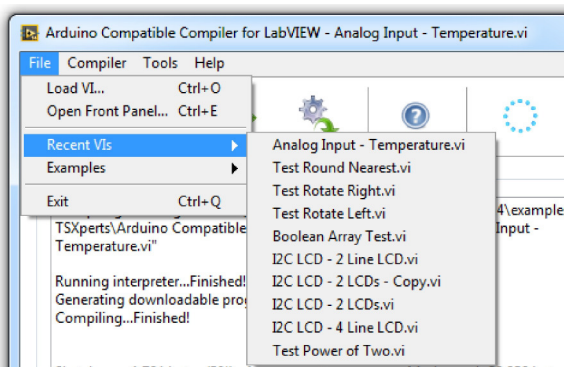 Arduino Compatible Compiler for LabVIEW - Analog Input - Temperature.vi
File Compiler Tools Help
Load VI... Ctrl+O
Open Front Panel... Ctrl+E
Recent VIs
Examples
Exit Ctrl+Q
Analog Input - Temperature.vi
Test Round Nearest.vi
Test Rotate Right.vi
Test Rotate Left.vi
Boolean Array Test.vi
I2C LCD - 2 Line LCD.vi
I2C LCD - 2 LCDs - Copy.vi
I2C LCD - 2 LCDs.vi
I2C LCD - 4 Line LCD.vi
Test Power of Two.vi
4\example
TSXperts\Arduino Compatible
Input -
Temperature.vi"
Running interpreter...Finished!
Generating downloadable pro
Compiling...Finished!